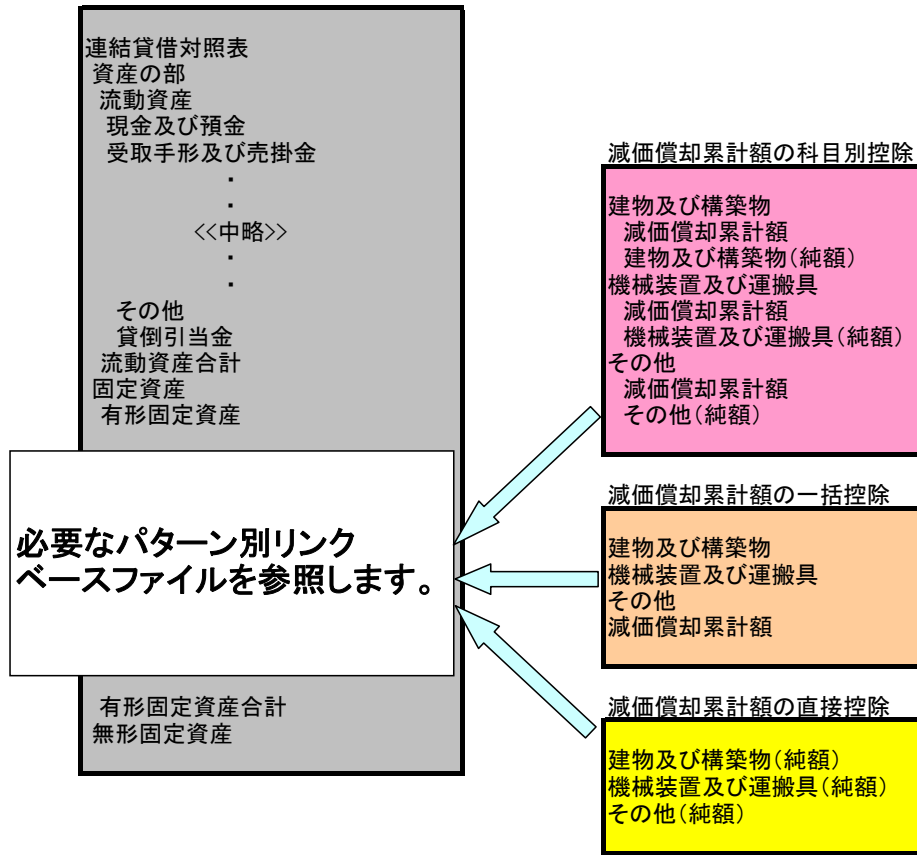 連結貸借対照表
資産の部
流動資産
現金及び預金
受取手形及び売掛金
・
・
<<中略>>
・
・
その他
貸倒引当金
流動資産合計
固定資産
有形固定資産
必要なパターン別リンク
ベースファイルを参照します。
有形固定資産合計
無形固定資産
減価償却累計額の科目別控除
建物及び構築物
減価償却累計額
建物及び構築物(純額)
機械装置及び運搬具
減価償却累計額
機械装置及び運搬具(純額)
その他
減価償却累計額
その他(純額)
減価償却累計額の一括控除
建物及び構築物
機械装置及び運搬具
その他
減価償却累計額
減価償却累計額の直接控除
建物及び構築物(純額)
機械装置及び運搬具(純額)
その他(純額)